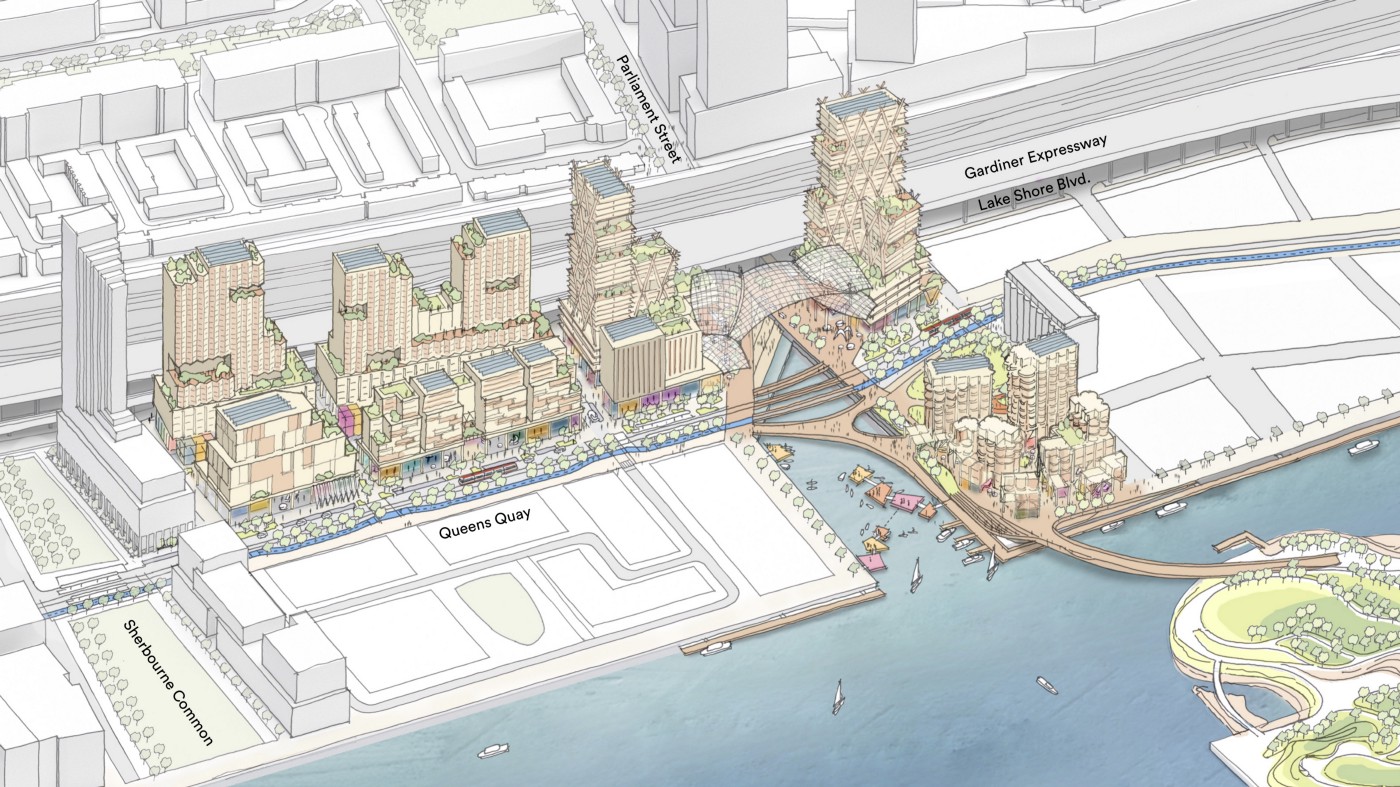 Parliament Street
Gardiner Expressway
Lake Shore Blvd.
Queens Quay
Sherbourne Common